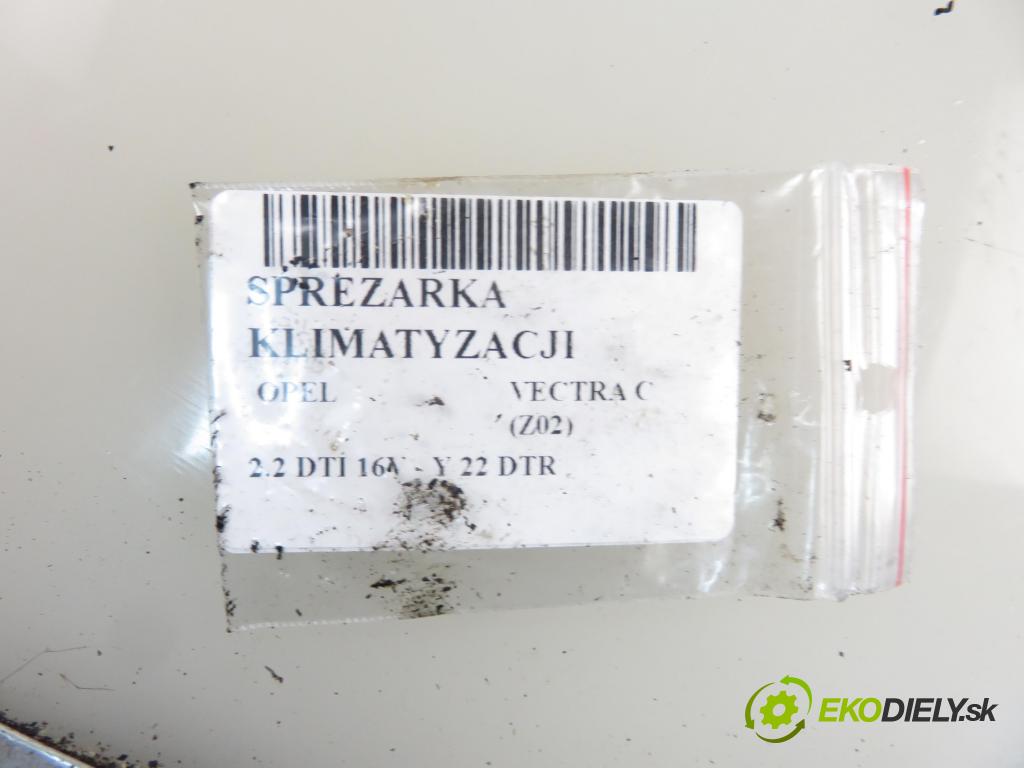 SPREZARKA
KLIMATYZACJI
OPEL VECTRA C
(Z02)
2.2 DTI 16V - Y 22 DTR
EKODIELY.sk